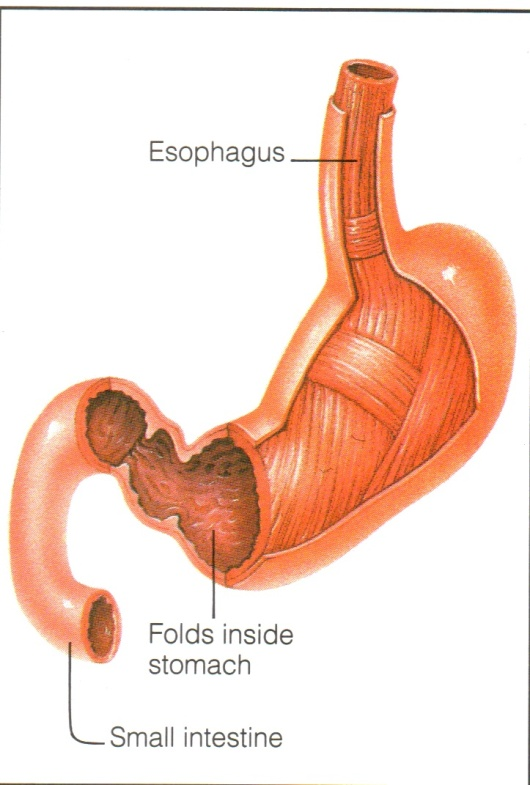 Esophagus
Folds inside
stomach
Small intestine